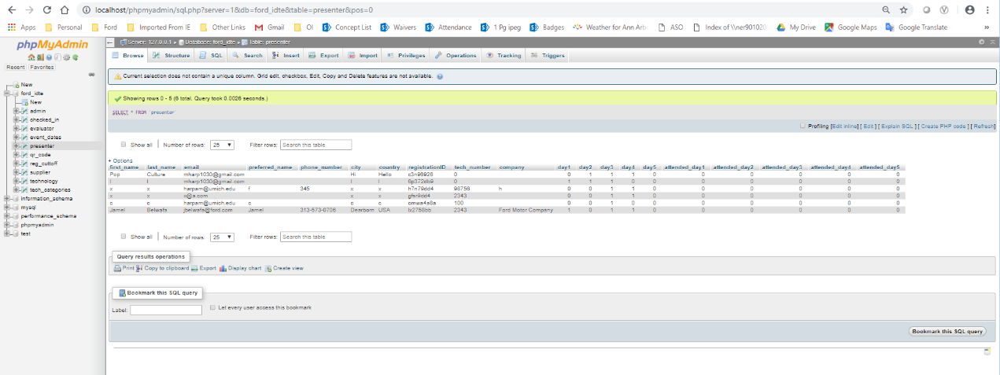 localhost/phpmyadmin/sql.php?server=1&db=ford_idte&table=presenter&pos=0
Apps Personal Ford Imported From IE Other Links Gmail OI Concept List Waivers Attendance 1 Pg ipeg Badges Weather for Ann Arb ASO Index of \\ner901020 My Drive Google Maps Google Translate »
phpMyAdmin
Recent Favorites
New
ford_idte
New
admin
checked_in
evaluator
event_dates
presenter
qr_code
reg_cuttoff
supplier
technology
tech_categories
information_schema
mysql
performance_schema
phpmyadmin
test
Server: 127.0.0.1 » Database: ford_idte » Table: presenter
Browse Structure SQL Search Insert Export Import Privileges Operations Tracking Triggers
Current selection does not contain a unique column. Grid edit, checkbox, Edit, Copy and Delete features are not available.
Showing rows 0 - 5 (6 total, Query took 0.0026 seconds.)
SELECT * FROM `presenter`
Profiling [Edit inline] [ Edit ] [ Explain SQL ] [ Create PHP code ] [ Refresh]
Show all Number of rows: 25 Filter rows: Search this table
+ Options
first_name last_name email preferred_name phone_number city country registrationID tech_number company day1 day2 day3 day4 day5 attended_day1 attended_day2 attended_day3 attended_day4 attended_day5
Pop Culture mharp1030@gmail.com Hi Hello c3n96926 0 0 1 1 1 0 0 0 0 0 0
l l mharp1030@gmail.com l l 6p372db9 0 1 1 0 0 0 0 0 0 0 0
x x harpam@umich.edu f 345 x x h7n79dd4 98756 h 0 0 1 1 0 0 0 0 0 0
x x x@a.com x x gfsr9dd4 2343 0 0 1 1 0 0 0 0 0 0
c c harpam@umich.edu c c c omwa4s8a 100 0 0 1 0 0 0 0 0 0 0
Jamel Belwafa jbelwafa@ford.com Jamel 313-573-0706 Dearborn USA lx2756bb 2343 Ford Motor Company 1 0 1 1 0 0 0 0 0 0
Show all Number of rows: 25 Filter rows: Search this table
Query results operations
Print Copy to clipboard Export Display chart Create view
Bookmark this SQL query
Label: Let every user access this bookmark
Bookmark this SQL query